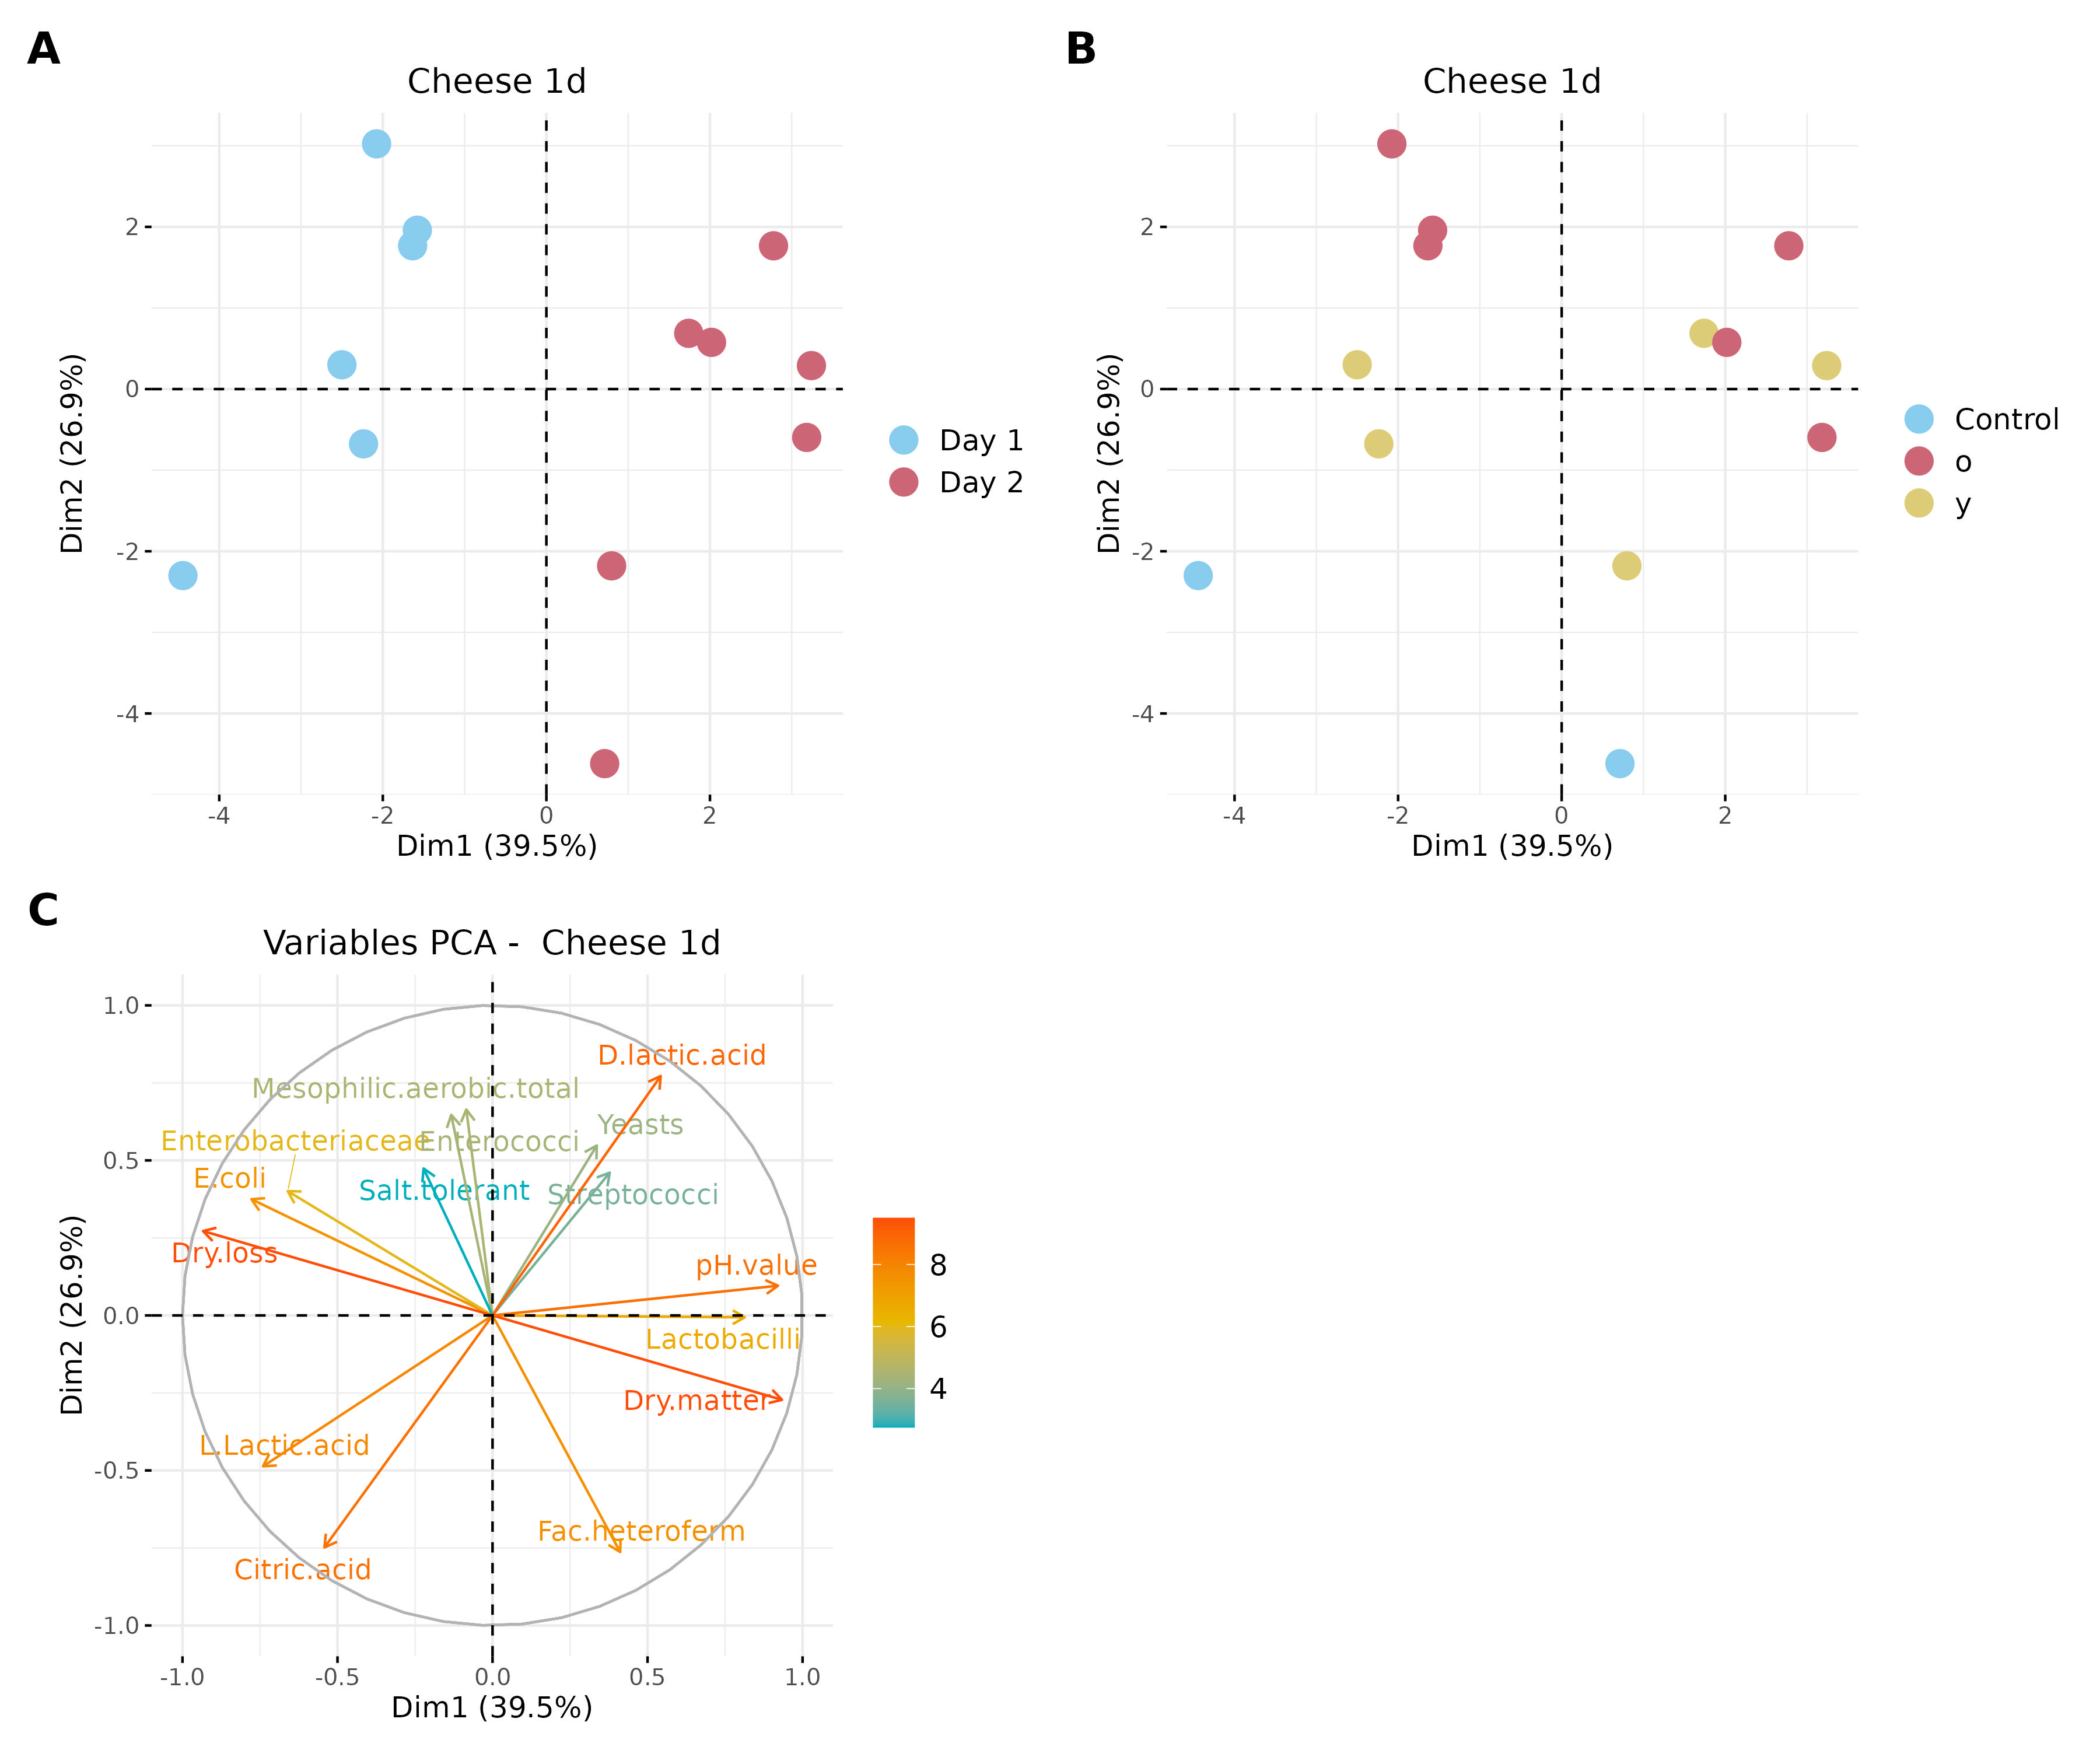 A
Cheese 1d
2
0
-2
-4
-4
-2
0
2
Dim1 (39.5%)
Dim2 (26.9%)
Day 1
Day 2
B
Cheese 1d
2
0
-2
-4
-4
-2
0
2
Dim1 (39.5%)
Dim2 (26.9%)
Control
o
y
C
Variables PCA -  Cheese 1d
1.0
0.5
0.0
-0.5
-1.0
-1.0
-0.5
0.0
0.5
1.0
Dim1 (39.5%)
Dim2 (26.9%)
D.lactic.acid
Mesophilic.aerobic.total
Yeasts
Enterobacteriaceae
Enterococci
E.coli
Salt.tolerant
Streptococci
Dry.loss
pH.value
Lactobacilli
Dry.matter
L.Lactic.acid
Fac.heteroferm
Citric.acid
8
6
4